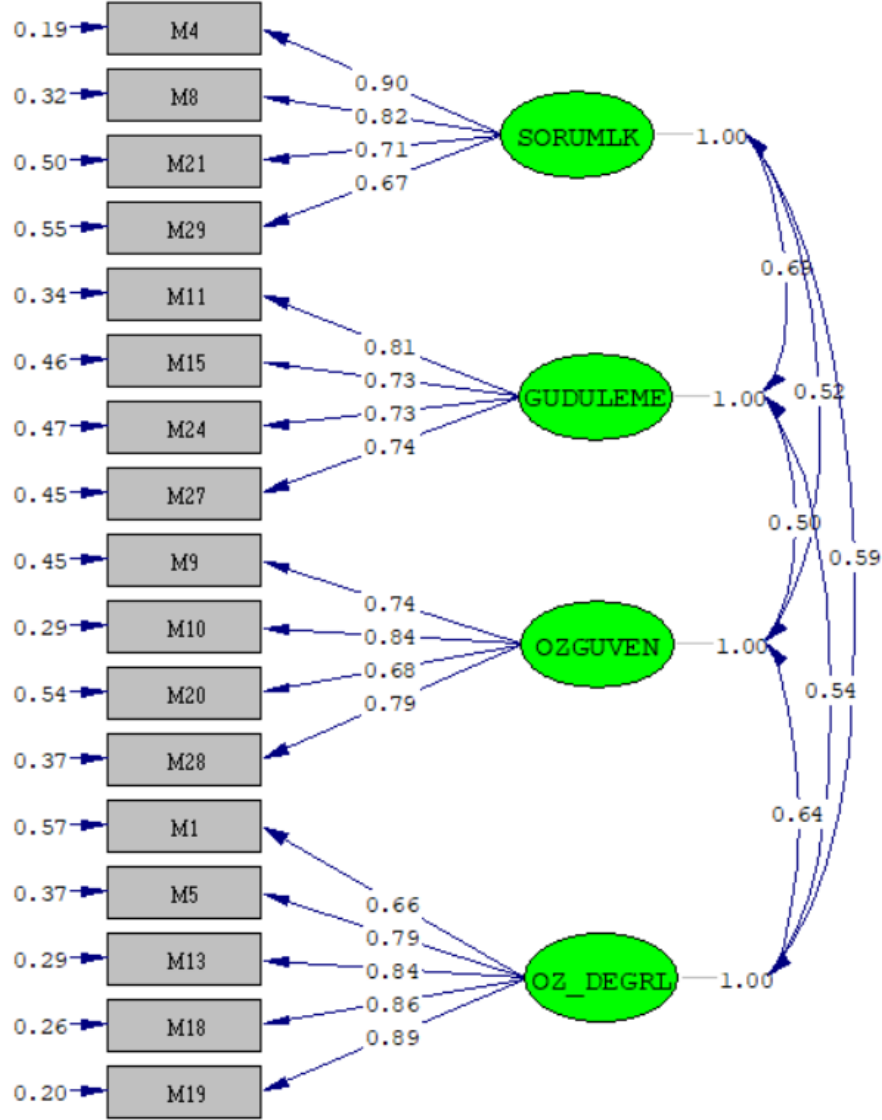 0.19 M4
0.90
0.32 M8
0.82
SORUMLK 1.00
0.71
0.50 M21
0.67
0.55 M29
0.69
0.34 M11
0.81
0.46 M15
0.73
GUDULEME 1.00
0.52
0.73
0.47 M24
0.74
0.45 M27
0.50
0.59
0.45 M9
0.74
0.29 M10
0.84
OZGUVEN 1.00
0.68
0.54 M20
0.54
0.79
0.37 M28
0.64
0.57 M1
0.37 M5
0.66
0.79
0.29 M13
0.84
OZ_DEGRL 1.00
0.86
0.26 M18
0.89
0.20 M19